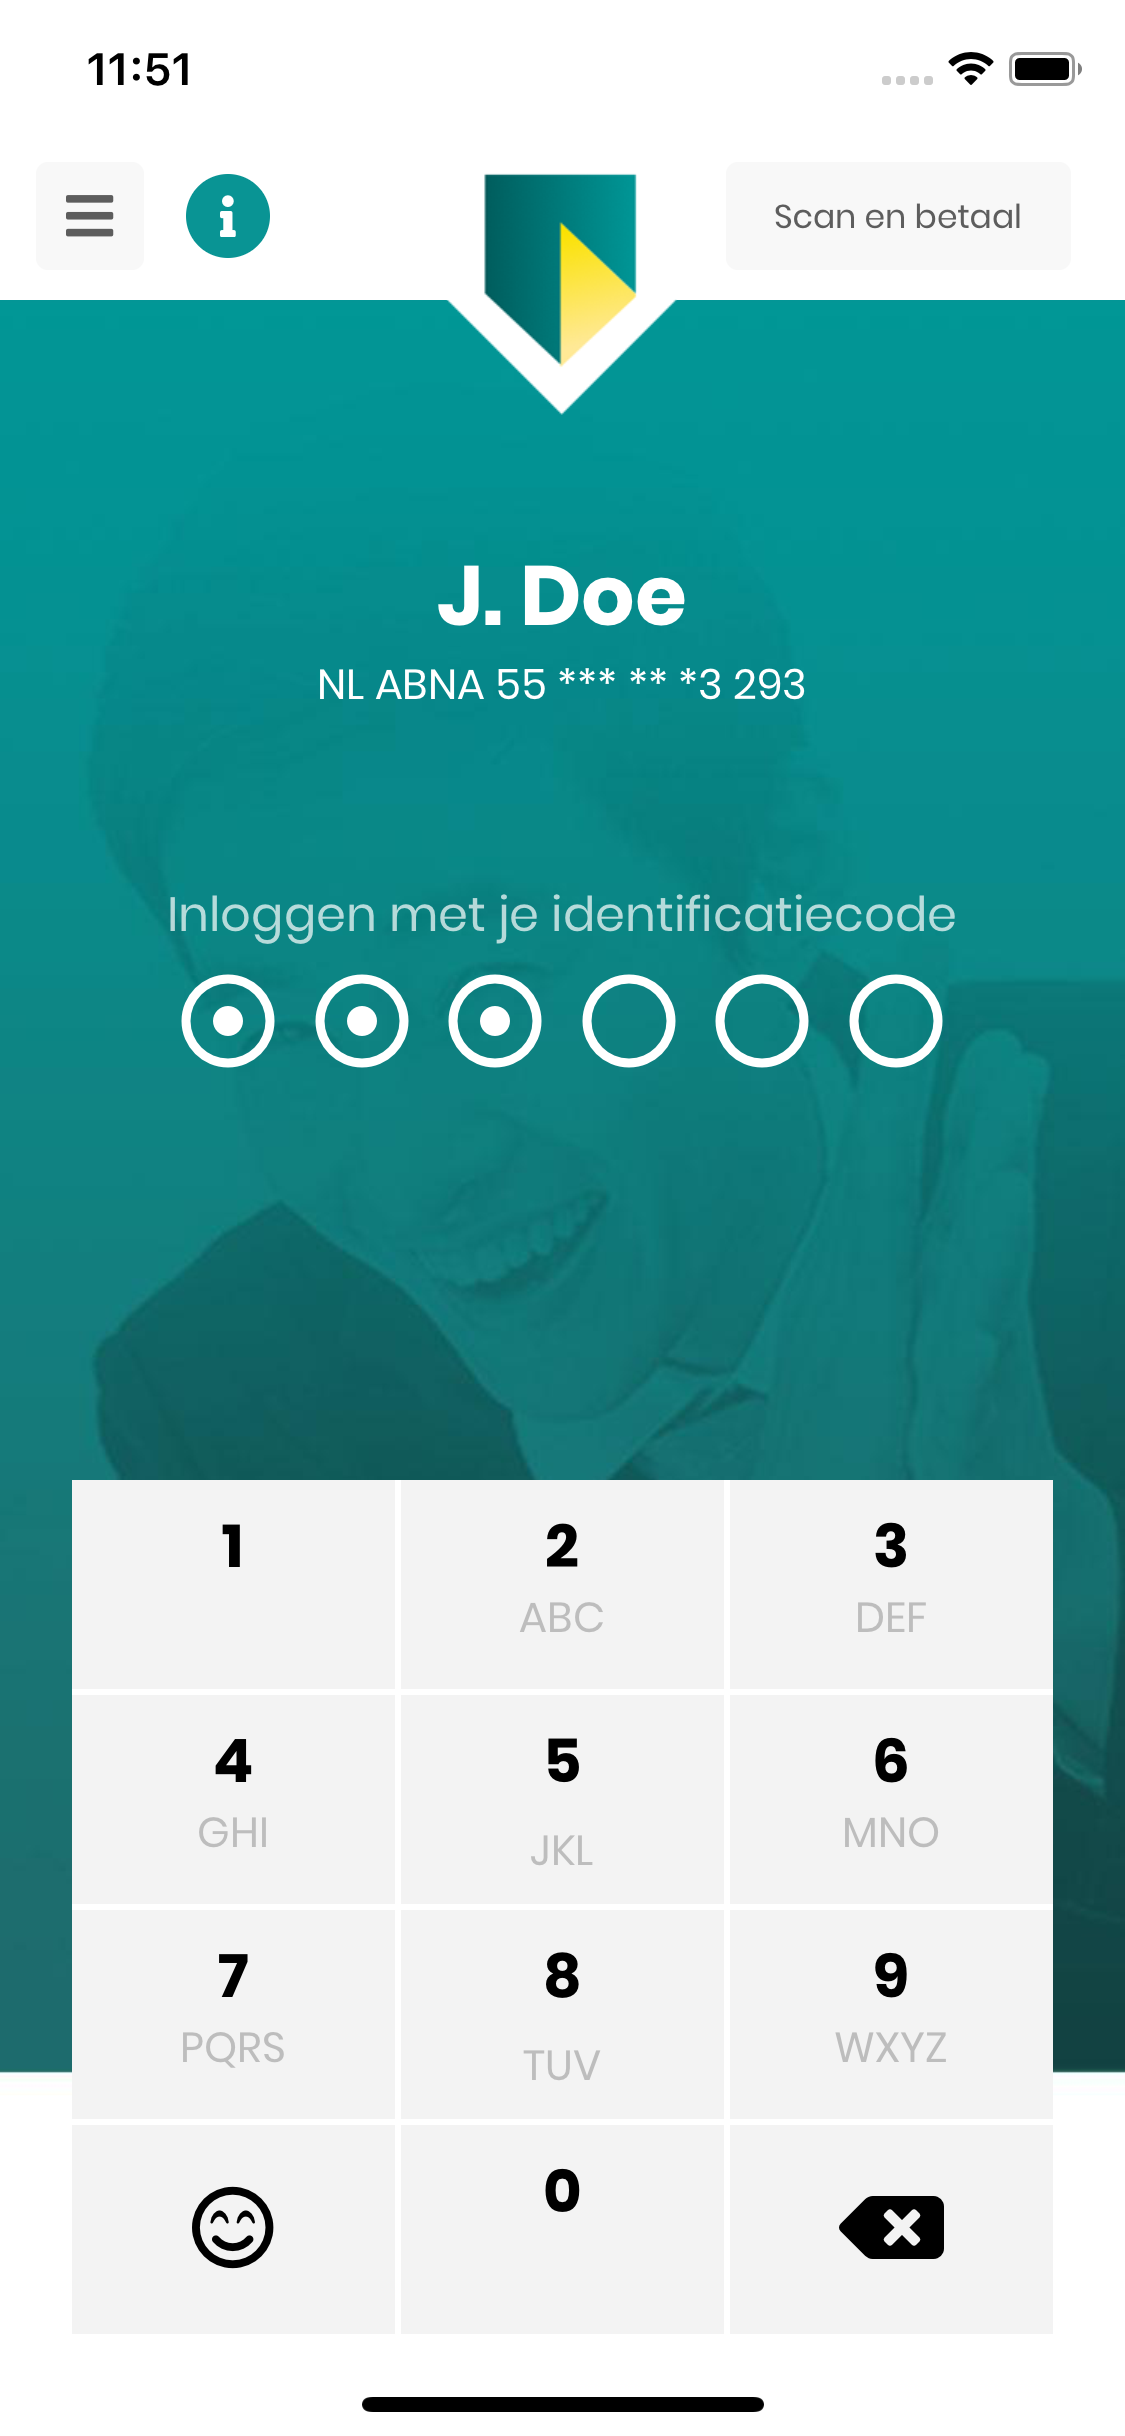 11:51
Scan en betaal
J. Doe
NL ABNA 55 *** ** *3 293
Inloggen met je identificatiecode
1
2
3
ABC
DEF
4
5
6
GHI
JKL
MNO
7
8
9
PQRS
TUV
WXYZ
0